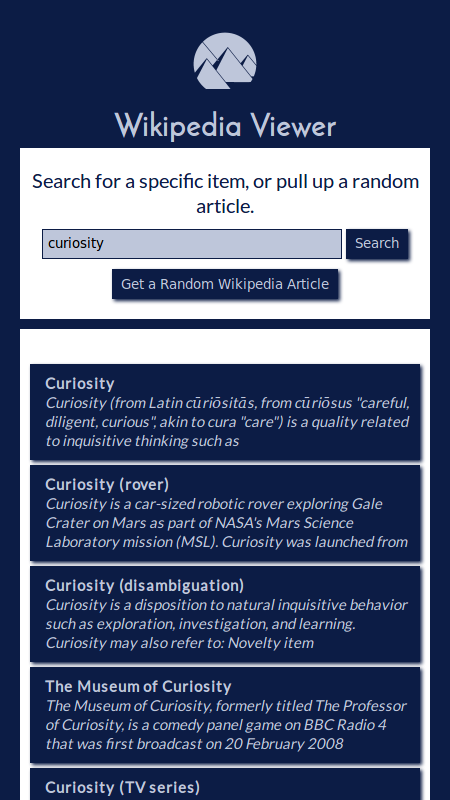 Wikipedia Viewer
Search for a specific item, or pull up a random
article.
curiosity
Search
Get a Random Wikipedia Article
Curiosity
Curiosity (from Latin cūriōsitās, from cūriōsus "careful,
diligent, curious", akin to cura "care") is a quality related
to inquisitive thinking such as
Curiosity (rover)
Curiosity is a car-sized robotic rover exploring Gale
Crater on Mars as part of NASA's Mars Science
Laboratory mission (MSL). Curiosity was launched from
Curiosity (disambiguation)
Curiosity is a disposition to natural inquisitive behavior
such as exploration, investigation, and learning.
Curiosity may also refer to: Novelty item
The Museum of Curiosity
The Museum of Curiosity, formerly titled The Professor
of Curiosity, is a comedy panel game on BBC Radio 4
that was first broadcast on 20 February 2008
Curiosity (TV series)